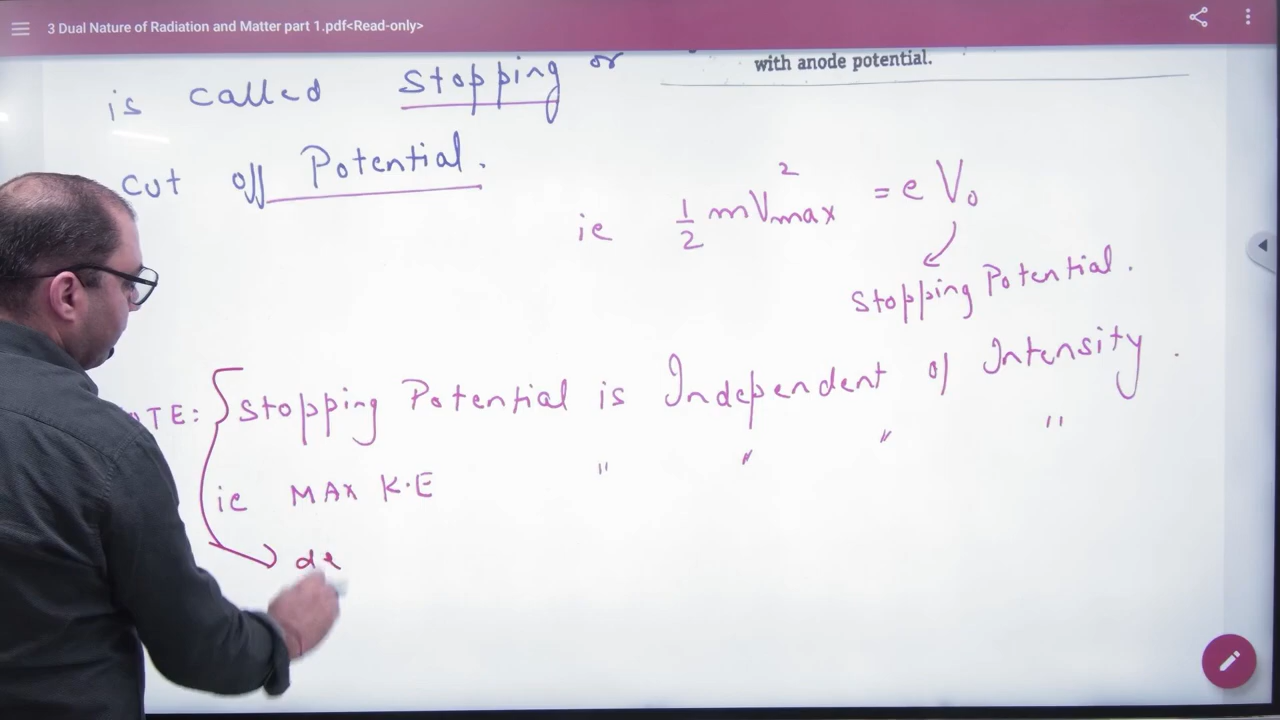 3 Dual Nature of Radiation and Matter part 1.pdf<Read-only>
with anode potential.
is called Stopping or
cut off Potential.
ie 1/2 mVmax² = e V₀
Stopping Potential.
TE: Stopping Potential is Independent of Intensity.
ie MAX K.E " " " "
de